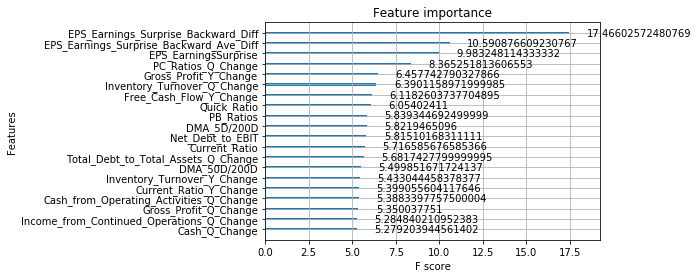 Feature importance
EPS_Earnings_Surprise_Backward_Diff 17.46602572480769
EPS_Earnings_Surprise_Backward_Ave_Diff 10.590876609230767
EPS_EarningsSurprise 9.983248114333332
PC_Ratios_Q_Change 8.365251813606553
Gross_Profit_Y_Change 6.457742790327866
Inventory_Turnover_Q_Change 6.3901158971999985
Free_Cash_Flow_Y_Change 6.1182603737704895
Quick_Ratio 6.05402411
PB_Ratios 5.839344692499999
DMA_5D/200D 5.8219465096
Net_Debt_to_EBIT 5.81510168311111
Current_Ratio 5.716585676585366
Total_Debt_to_Total_Assets_Q_Change 5.6817427799999995
DMA_50D/200D 5.499851671724137
Inventory_Turnover_Y_Change 5.433044458378377
Current_Ratio_Y_Change 5.399055604117646
Cash_from_Operating_Activities_Q_Change 5.3883397757500004
Gross_Profit_Q_Change 5.350037751
Income_from_Continued_Operations_Q_Change 5.284840210952383
Cash_Q_Change 5.279203944561402
Features
0.0 2.5 5.0 7.5 10.0 12.5 15.0 17.5
F score